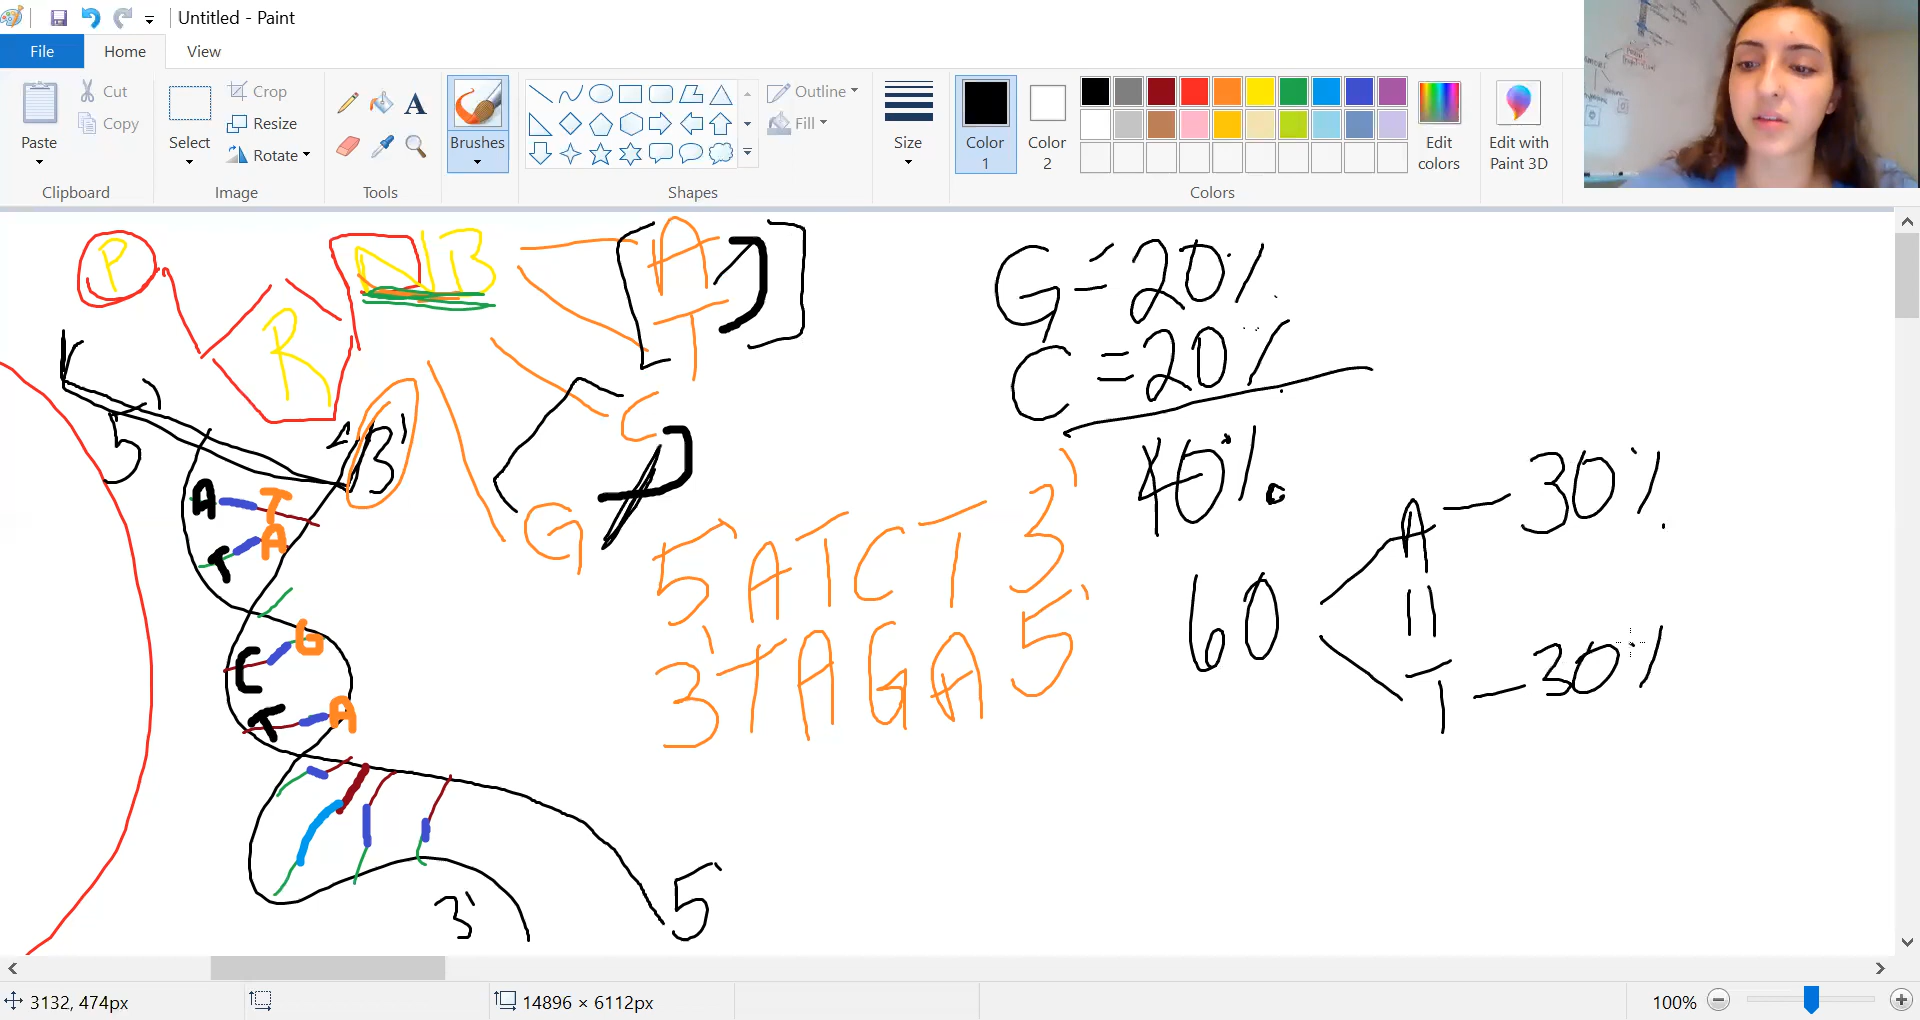 Untitled - Paint
File Home View
Paste
Cut
Copy
Clipboard
Select
Crop
Resize
Rotate
Image
A
Tools
Brushes
Shapes
Outline
Fill
Size
Color 1
Color 2
Colors
Edit colors
Edit with Paint 3D
P
R
NB
A
T
C
G
5'
3'
A T
T A
C G
T A
3'
5'
5' A T C T 3'
3' T A G A 5'
G = 20%
C = 20%
40%
60
A - 30%
T - 30%
3132, 474px
14896 × 6112px
100%